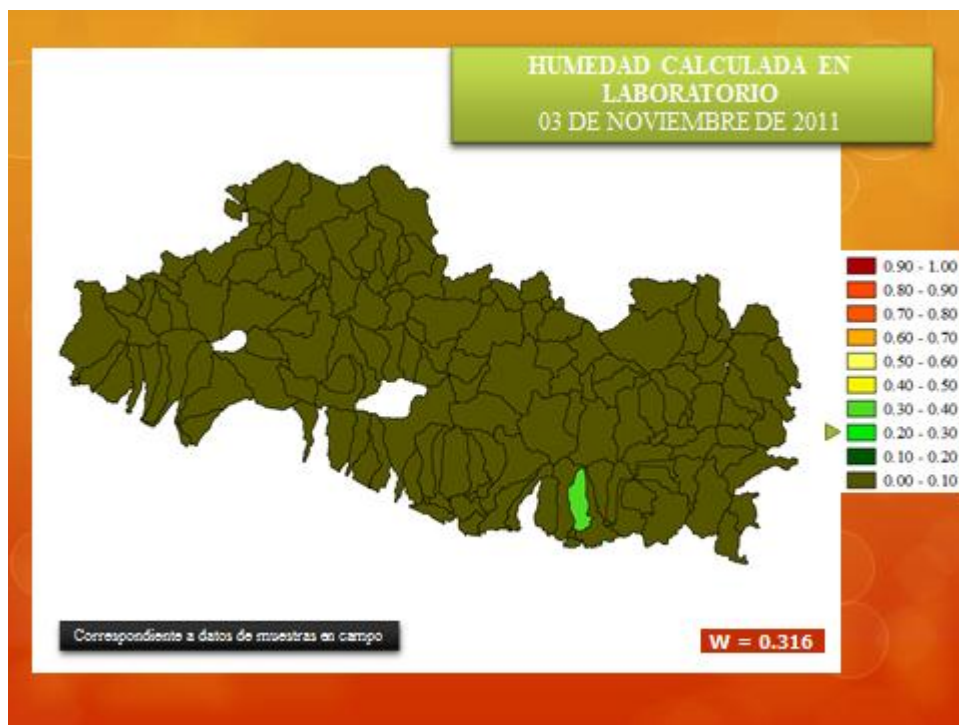 HUMEDAD CALCULADA EN
LABORATORIO
03 DE NOVIEMBRE DE 2011
0.90 - 1.00
0.80 - 0.90
0.70 - 0.80
0.60 - 0.70
0.50 - 0.60
0.40 - 0.50
0.30 - 0.40
0.20 - 0.30
0.10 - 0.20
0.00 - 0.10
Correspondiente a datos de muestras en campo
W = 0.316